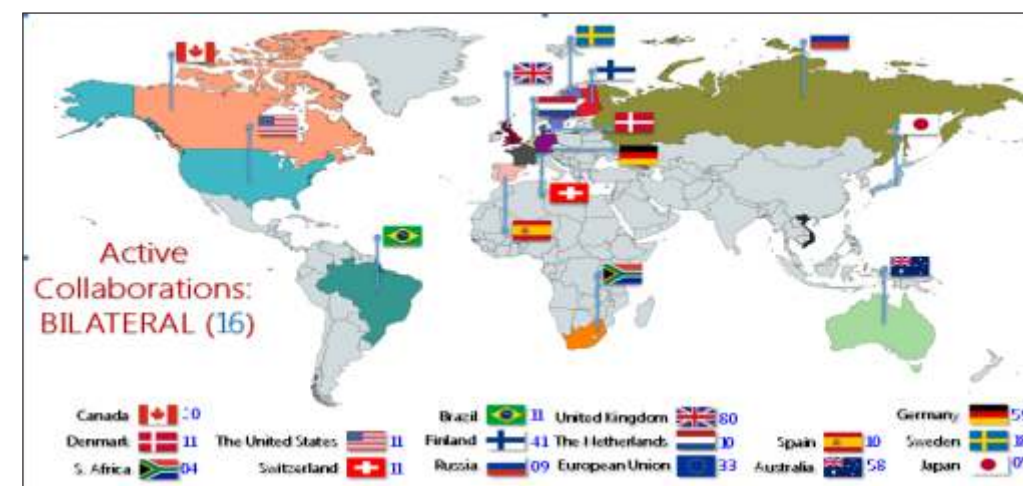 Active
Collaborations:
BILATERAL (16)
Canada
Brazil 11 United Kingdom 80 Germany
Denmark 11 The United States 11 Finland 41 The Netherlands 10 Spain 10 Sweden
S. Africa 04 Switzerland 11 Russia 09 European Union 33 Australia 58 Japan